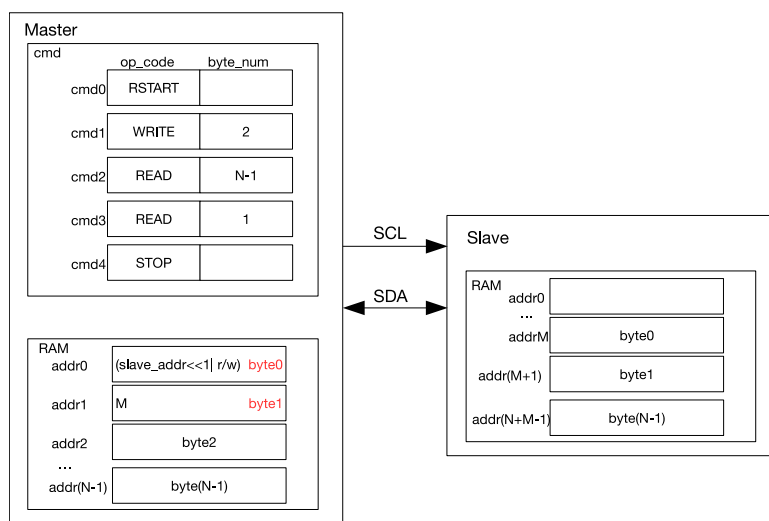 Master
cmd
op_code byte_num
cmd0 RSTART
cmd1 WRITE 2
cmd2 READ N-1
cmd3 READ 1
cmd4 STOP
SCL
SDA
RAM
addr0 (slave_addr<<1| r/w) byte0
addr1 M byte1
addr2 byte2
...
addr(N-1) byte(N-1)
Slave
RAM
addr0
...
addrM byte0
addr(M+1) byte1
addr(N+M-1) byte(N-1)